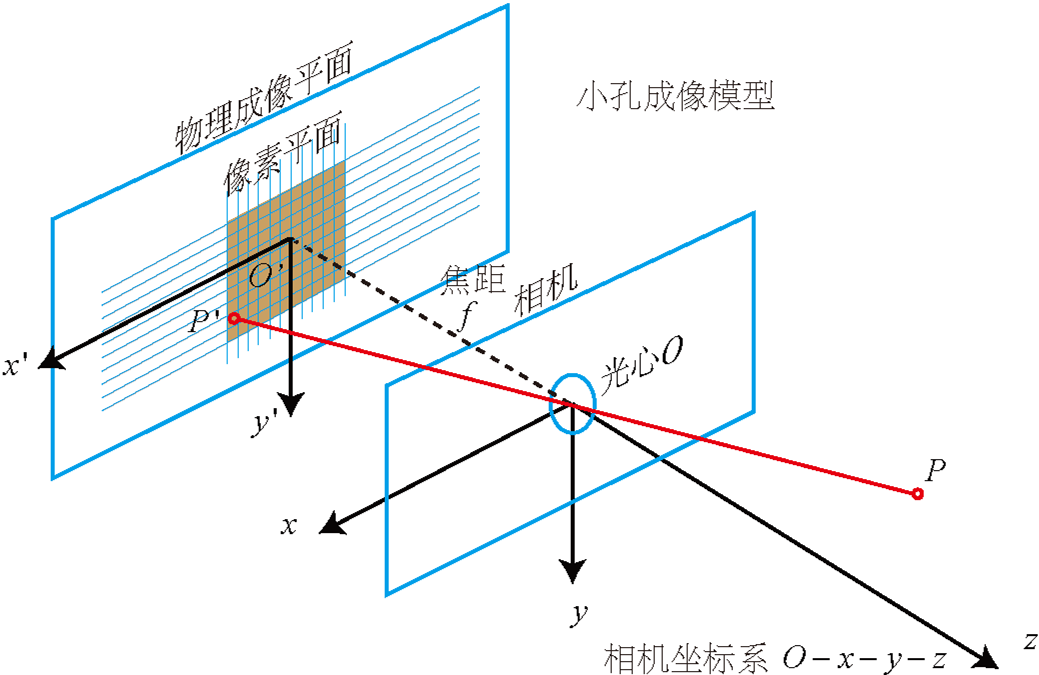 物理成像平面
小孔成像模型
像素平面
O'
焦距
f
相机
P'
x'
y'
光心O
P
x
y
z
相机坐标系 O-x-y-z